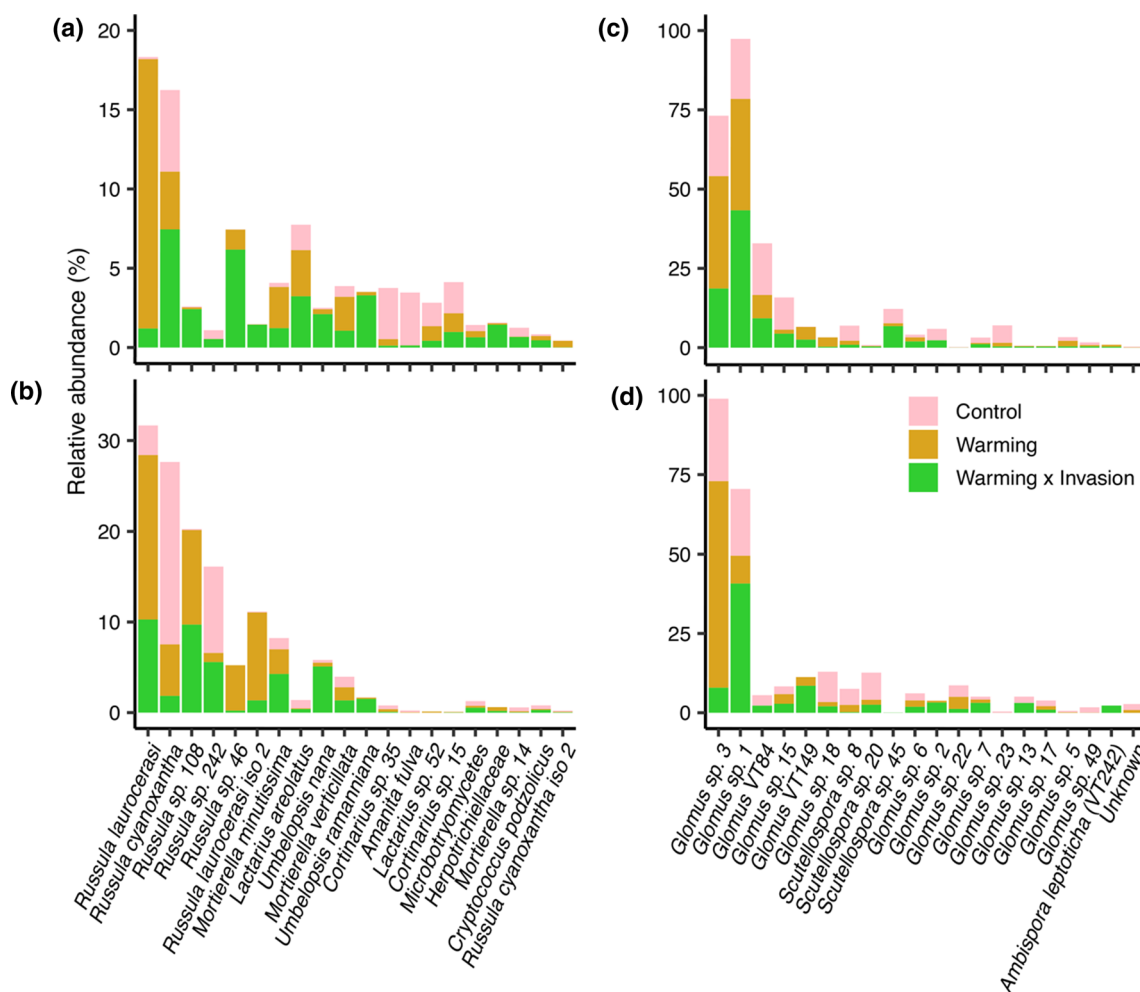 (a)
20
15
10
5
0
(b)
30
20
10
0
Relative abundance (%)
Russula laurocerasi
Russula cyanoxantha
Russula sp. 108
Russula sp. 242
Russula sp. 46
Russula laurocerasi iso 2
Mortierella minutissima
Lactarius areolatus
Umbelopsis nana
Mortierella verticillata
Umbelopsis ramanniana
Cortinarius sp. 35
Amanita fulva
Lactarius sp. 52
Cortinarius sp. 15
Microbotryomycetes
Herpotrichiellaceae
Mortierella sp. 14
Cryptococcus podzolicus
Russula cyanoxantha iso 2
(c)
100
75
50
25
0
(d)
100
75
50
25
0
Control
Warming
Warming x Invasion
Glomus sp. 3
Glomus sp. 1
Glomus VT84
Glomus sp. 15
Glomus VT149
Glomus sp. 18
Scutellospora sp. 8
Scutellospora sp. 20
Scutellospora sp. 45
Glomus sp. 6
Glomus sp. 2
Glomus sp. 22
Glomus sp. 7
Glomus sp. 23
Glomus sp. 13
Glomus sp. 17
Glomus sp. 5
Glomus sp. 49
Ambispora leptoticha (VT242)
Unknown